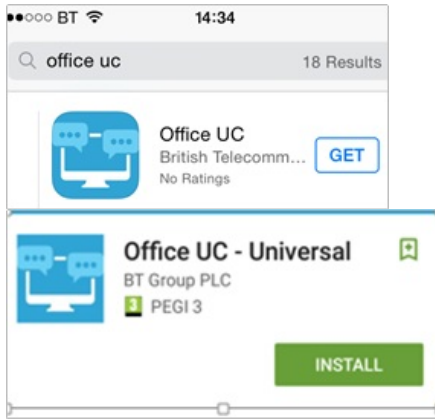 BT 14:34
office uc 18 Results
Office UC
British Telecomm... GET
No Ratings
Office UC - Universal
BT Group PLC
3 PEGI 3
INSTALL